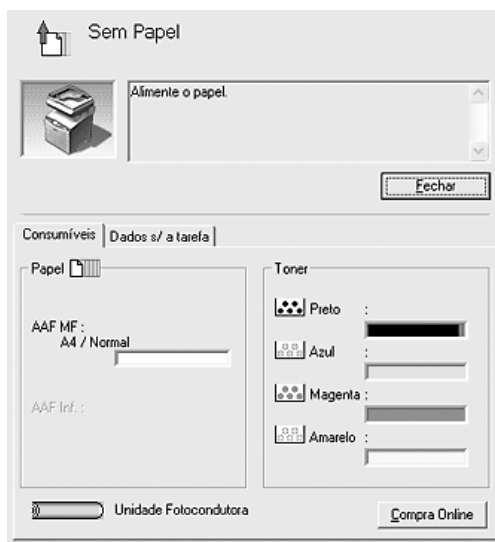 Sem Papel
Alimente o papel.
Fechar
Consumíveis
Dados s/ a tarefa
Papel
AAF MF :
A4 / Normal
AAF Inf. :
Toner
Preto :
Azul :
Magenta :
Amarelo :
Unidade Fotocondutora
Compra Online